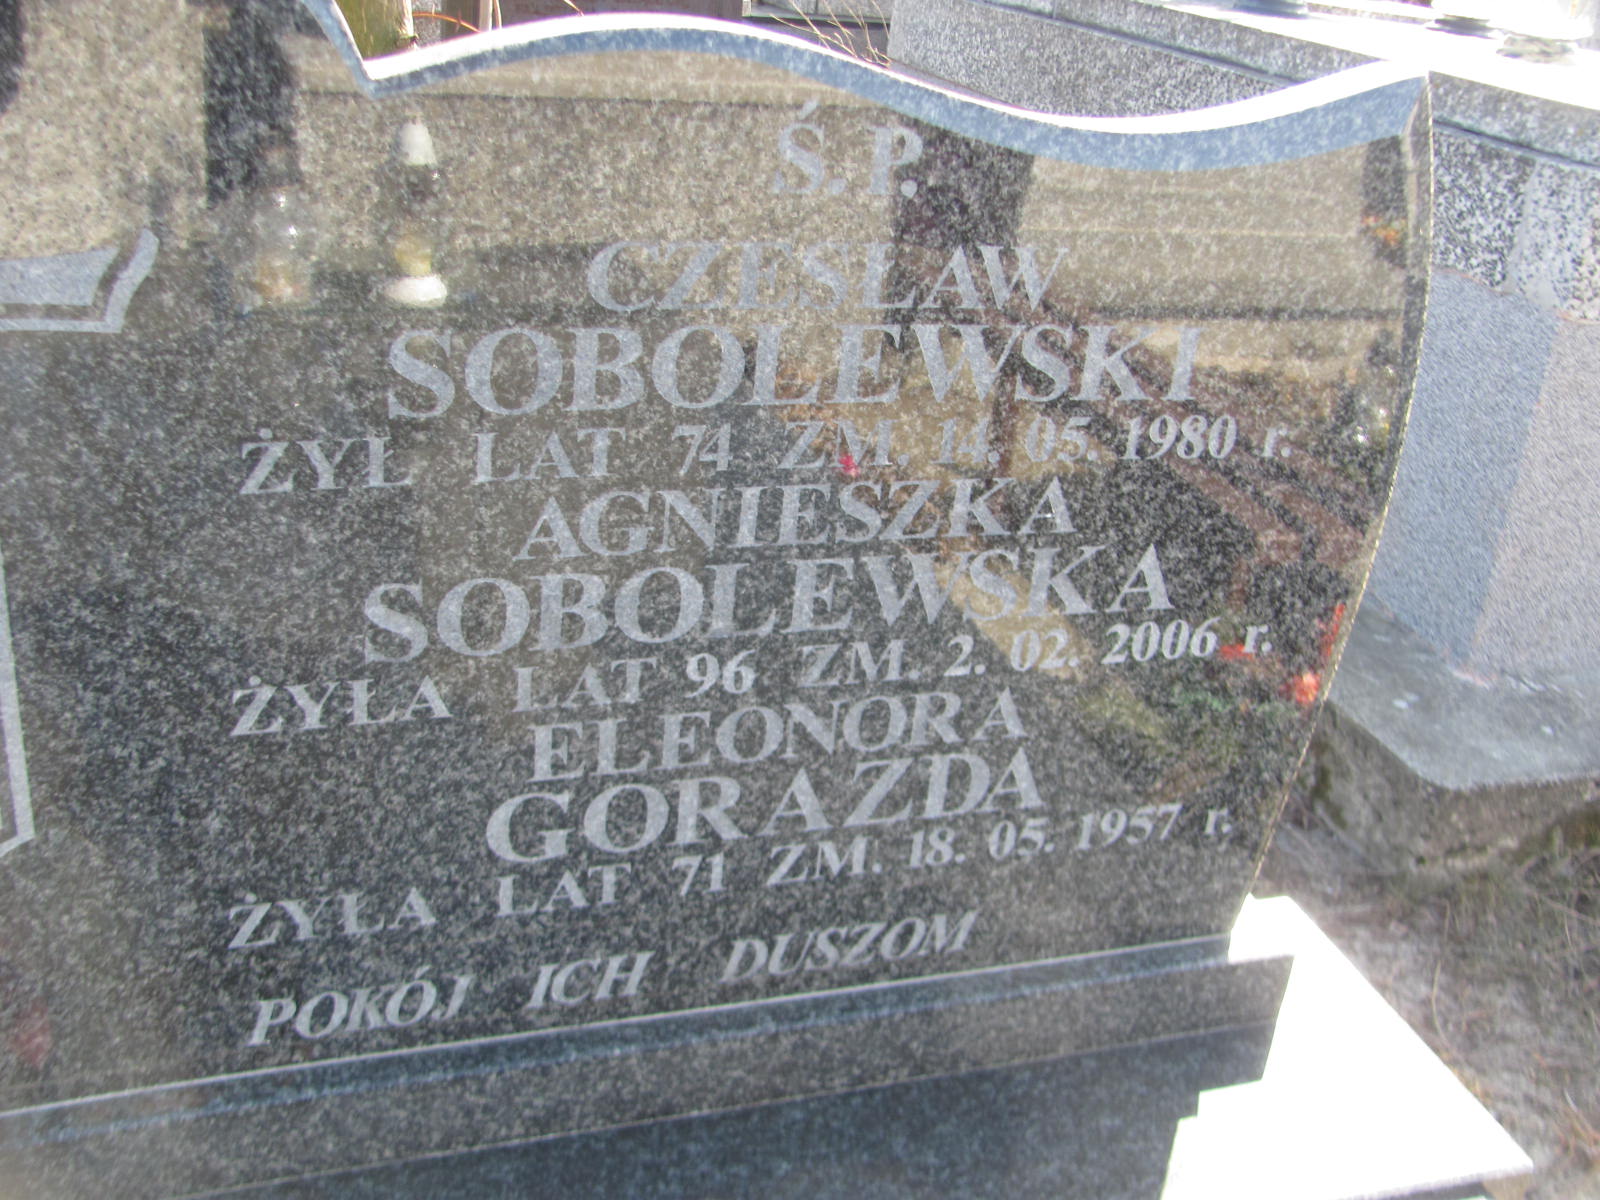 Ś. P.
CZESŁAW
SOBOLEWSKI
ŻYŁ LAT 74 ZM. 14. 05. 1980 r.
AGNIESZKA
SOBOLEWSKA
ŻYŁA LAT 96 ZM. 2. 02. 2006 r.
ELEONORA
GORAZDA
ŻYŁA LAT 71 ZM. 18. 05. 1957 r.
POKÓJ ICH DUSZOM